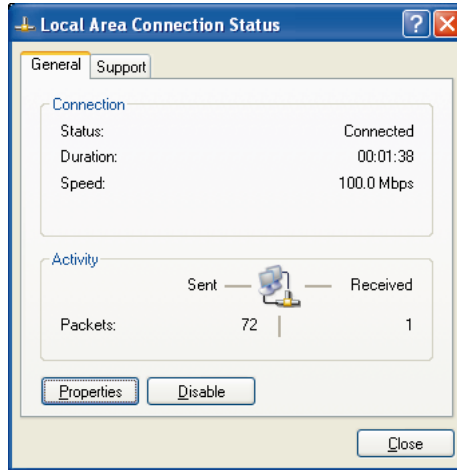 Local Area Connection Status
General Support
Connection
Status: Connected
Duration: 00:01:38
Speed: 100.0 Mbps
Activity
Sent Received
Packets: 72 1
Properties Disable
Close